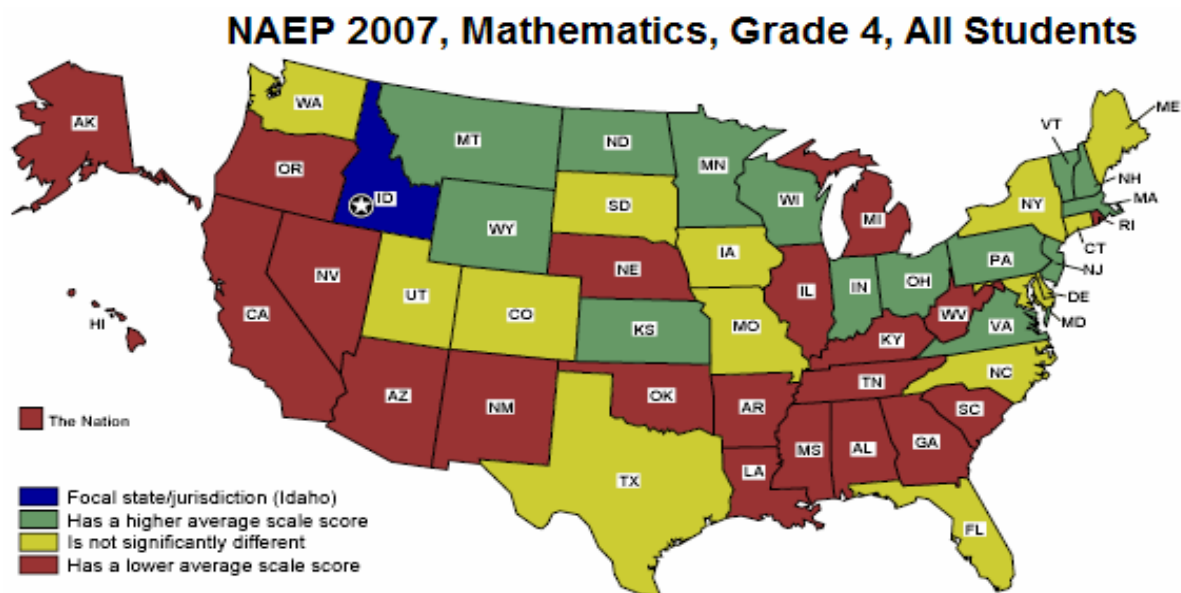 NAEP 2007, Mathematics, Grade 4, All Students
AK
WA
MT
ND
MN
VT
ME
OR
ID
NH
SD
WI
MI
NY
MA
RI
WY
CT
IA
PA
NJ
NE
NV
UT
IL
IN
OH
DE
HI
CA
CO
WV
MD
KS
MO
VA
KY
NC
AZ
NM
OK
TN
AR
SC
The Nation
MS
AL
GA
LA
TX
Focal state/jurisdiction (Idaho)
Has a higher average scale score
FL
Is not significantly different
Has a lower average scale score